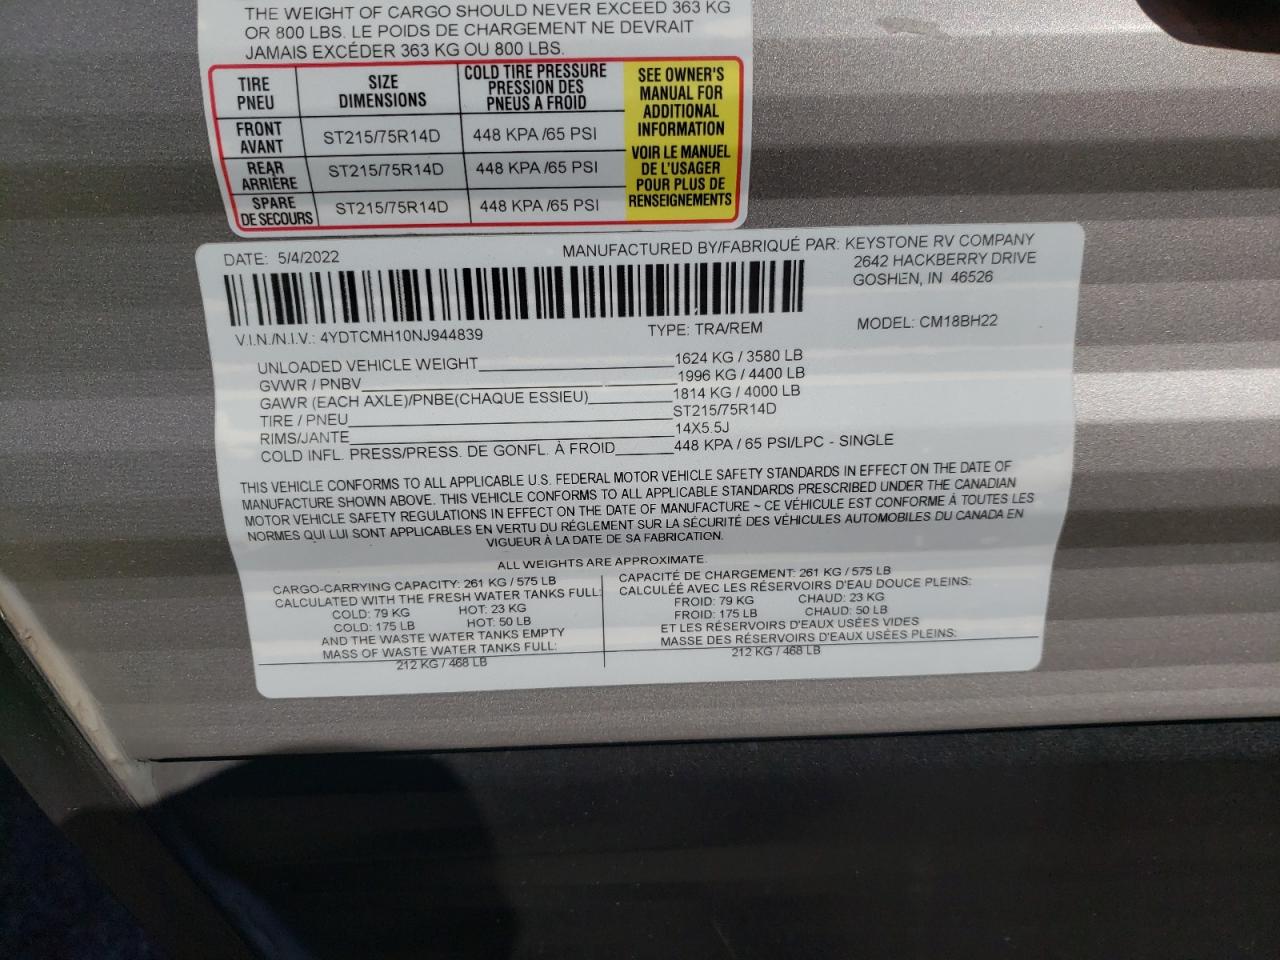 THE WEIGHT OF CARGO SHOULD NEVER EXCEED 363 KG
OR 800 LBS. LE POIDS DE CHARGEMENT NE DEVRAIT
JAMAIS EXCÉDER 363 KG OU 800 LBS.
TIRE PNEU SIZE DIMENSIONS COLD TIRE PRESSURE PRESSION DES PNEUS A FROID
FRONT AVANT ST215/75R14D 448 KPA /65 PSI
REAR ARRIÈRE ST215/75R14D 448 KPA /65 PSI
SPARE DE SECOURS ST215/75R14D 448 KPA /65 PSI
SEE OWNER'S
MANUAL FOR
ADDITIONAL
INFORMATION
VOIR LE MANUEL
DE L'USAGER
POUR PLUS DE
RENSEIGNEMENTS
DATE: 5/4/2022 MANUFACTURED BY/FABRIQUÉ PAR: KEYSTONE RV COMPANY
2642 HACKBERRY DRIVE
GOSHEN, IN 46526
V.I.N./N.I.V.: 4YDTCMH10NJ944839 TYPE: TRA/REM MODEL: CM18BH22
UNLOADED VEHICLE WEIGHT 1624 KG / 3580 LB
GVWR / PNBV 1996 KG / 4400 LB
GAWR (EACH AXLE)/PNBE(CHAQUE ESSIEU) 1814 KG / 4000 LB
TIRE / PNEU ST215/75R14D
RIMS/JANTE 14X5.5J
COLD INFL. PRESS/PRESS. DE GONFL. À FROID 448 KPA / 65 PSI/LPC - SINGLE
THIS VEHICLE CONFORMS TO ALL APPLICABLE U.S. FEDERAL MOTOR VEHICLE SAFETY STANDARDS IN EFFECT ON THE DATE OF
MANUFACTURE SHOWN ABOVE. THIS VEHICLE CONFORMS TO ALL APPLICABLE STANDARDS PRESCRIBED UNDER THE CANADIAN
MOTOR VEHICLE SAFETY REGULATIONS IN EFFECT ON THE DATE OF MANUFACTURE ~ CE VÉHICULE EST CONFORME À TOUTES LES
NORMES QUI LUI SONT APPLICABLES EN VERTU DU RÉGLEMENT SUR LA SÉCURITÉ DES VÉHICULES AUTOMOBILES DU CANADA EN
VIGUEUR À LA DATE DE SA FABRICATION.
ALL WEIGHTS ARE APPROXIMATE.
CARGO-CARRYING CAPACITY: 261 KG / 575 LB
CALCULATED WITH THE FRESH WATER TANKS FULL:
COLD: 79 KG HOT: 23 KG
COLD: 175 LB HOT: 50 LB
AND THE WASTE WATER TANKS EMPTY
MASS OF WASTE WATER TANKS FULL:
212 KG / 468 LB
CAPACITÉ DE CHARGEMENT: 261 KG / 575 LB
CALCULÉE AVEC LES RÉSERVOIRS D'EAU DOUCE PLEINS:
FROID: 79 KG CHAUD: 23 KG
FROID: 175 LB CHAUD: 50 LB
ET LES RÉSERVOIRS D'EAUX USÉES VIDES
MASSE DES RÉSERVOIRS D'EAUX USÉES PLEINS:
212 KG / 468 LB